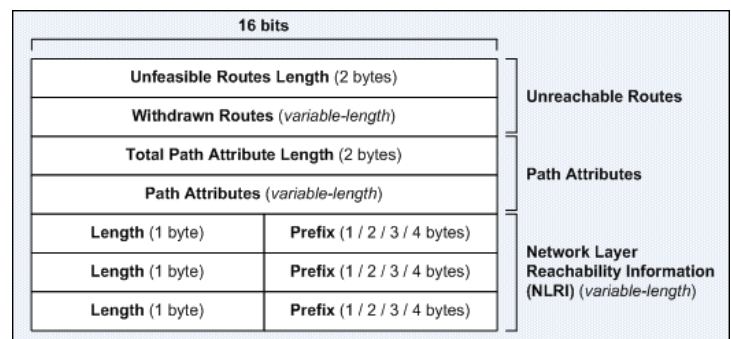 16 bits
Unfeasible Routes Length (2 bytes)
Withdrawn Routes (variable-length)
Unreachable Routes
Total Path Attribute Length (2 bytes)
Path Attributes (variable-length)
Path Attributes
Length (1 byte) Prefix (1 / 2 / 3 / 4 bytes)
Length (1 byte) Prefix (1 / 2 / 3 / 4 bytes)
Length (1 byte) Prefix (1 / 2 / 3 / 4 bytes)
Network Layer
Reachability Information
(NLRI) (variable-length)